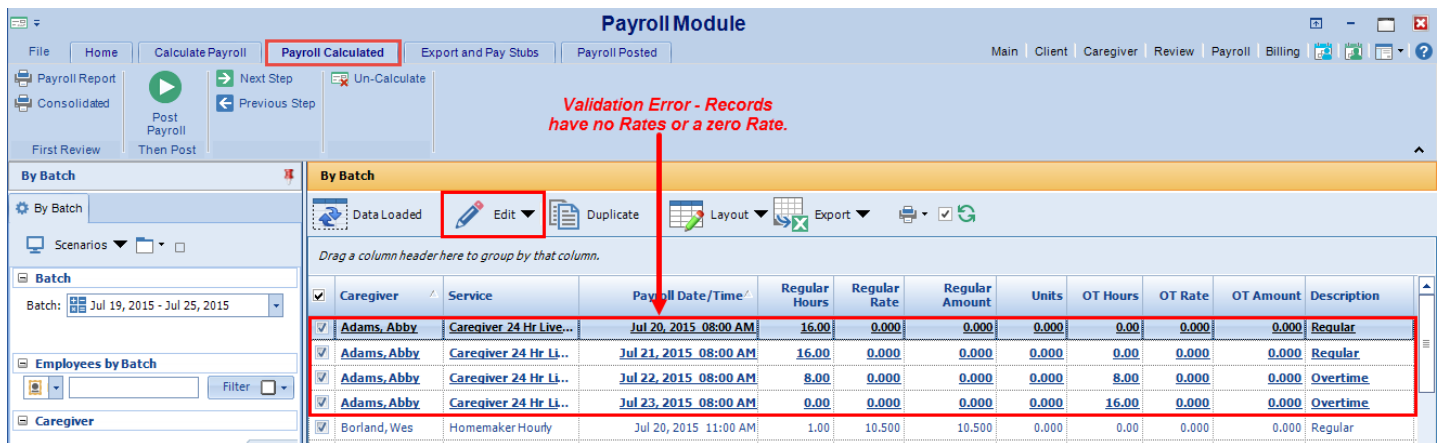 Payroll Module
File Home Calculate Payroll Payroll Calculated Export and Pay Stubs Payroll Posted Main Client Caregiver Review Payroll Billing
Payroll Report
Consolidated
First Review
Post
Payroll
Then Post
Next Step
Previous Step
Un-Calculate
Validation Error - Records
have no Rates or a zero Rate.
By Batch
By Batch
Scenarios
Batch
Batch: Jul 19, 2015 - Jul 25, 2015
Employees by Batch
Filter
Caregiver
By Batch
Data Loaded Edit Duplicate Layout Export
Drag a column header here to group by that column.
Caregiver Service Payroll Date/Time Regular Hours Regular Rate Regular Amount Units OT Hours OT Rate OT Amount Description
Adams, Abby Caregiver 24 Hr Live... Jul 20, 2015 08:00 AM 16.00 0.000 0.000 0.000 0.00 0.000 0.000 Regular
Adams, Abby Caregiver 24 Hr Li... Jul 21, 2015 08:00 AM 16.00 0.000 0.000 0.000 0.00 0.000 0.000 Regular
Adams, Abby Caregiver 24 Hr Li... Jul 22, 2015 08:00 AM 8.00 0.000 0.000 0.000 8.00 0.000 0.000 Overtime
Adams, Abby Caregiver 24 Hr Li... Jul 23, 2015 08:00 AM 0.00 0.000 0.000 0.000 16.00 0.000 0.000 Overtime
Borland, Wes Homemaker Hourly Jul 20, 2015 11:00 AM 1.00 10.500 10.500 0.000 0.00 0.000 0.000 Regular